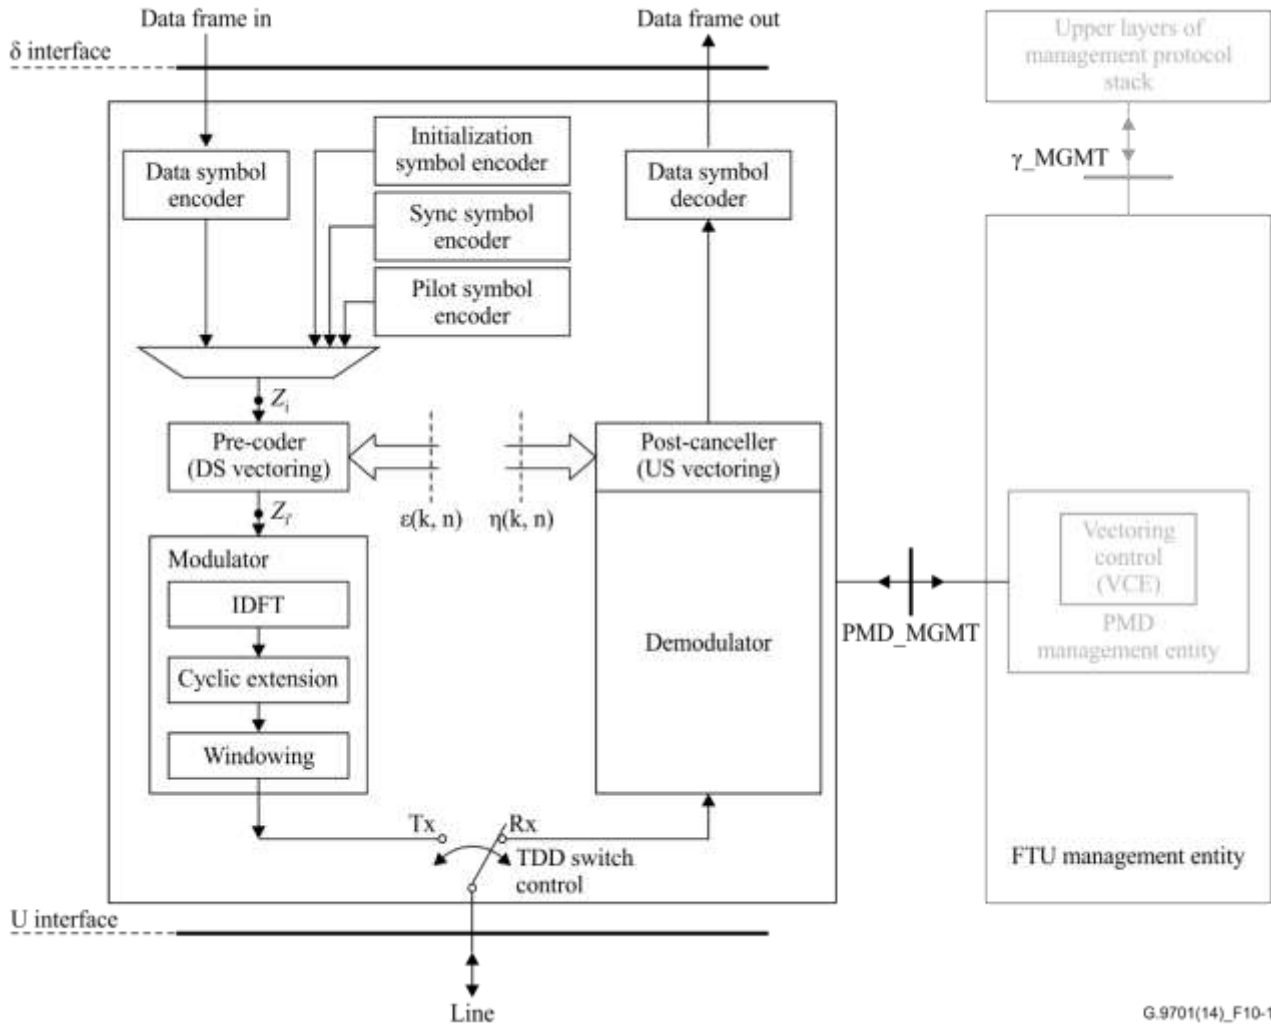 Data frame in
Data frame out
δ interface
Upper layers of
management protocol
stack
γ_MGMT
Initialization
symbol encoder
Data symbol
encoder
Data symbol
decoder
Sync symbol
encoder
Pilot symbol
encoder
Zi
Pre-coder
(DS vectoring)
Post-canceller
(US vectoring)
Zi'
ε(k, n)
η(k, n)
Modulator
IDFT
Cyclic extension
Windowing
Demodulator
PMD_MGMT
Vectoring
control
(VCE)
PMD
management entity
Tx
Rx
TDD switch
control
FTU management entity
U interface
Line
G.9701(14)_F10-1